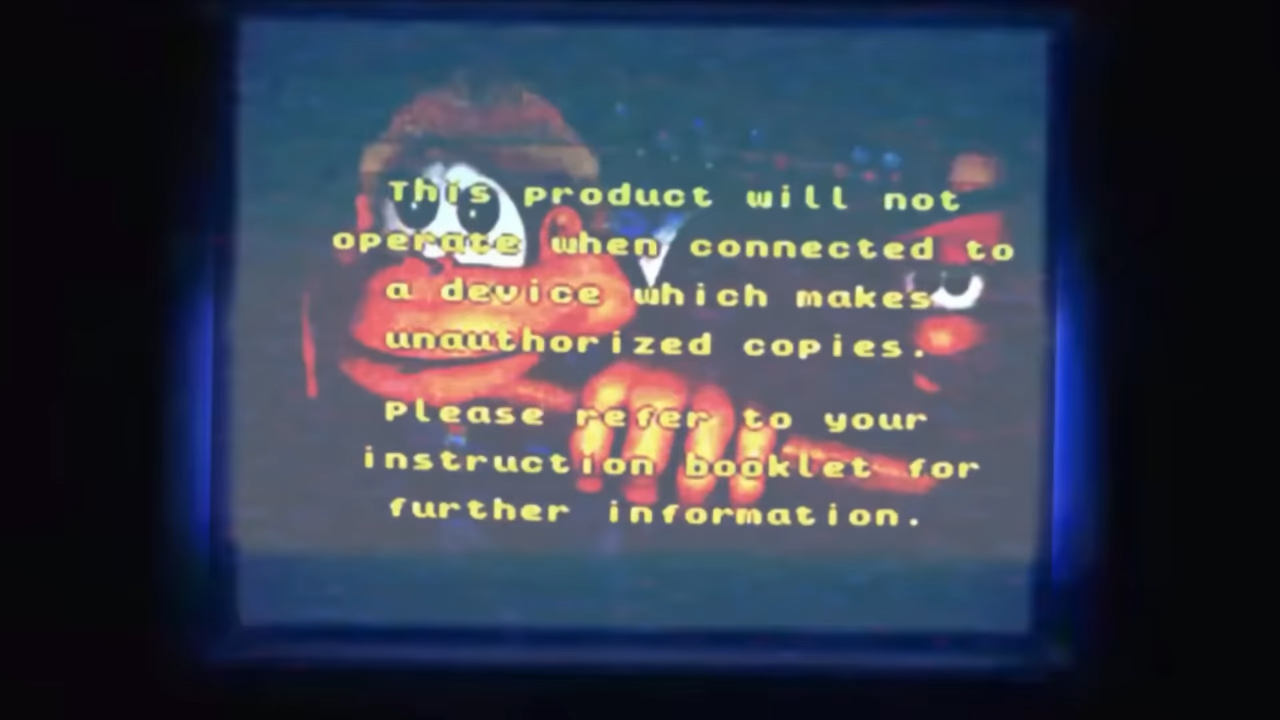 This product will not
operate when connected to
a device which makes
unauthorized copies.
Please refer to your
instruction booklet for
further information.